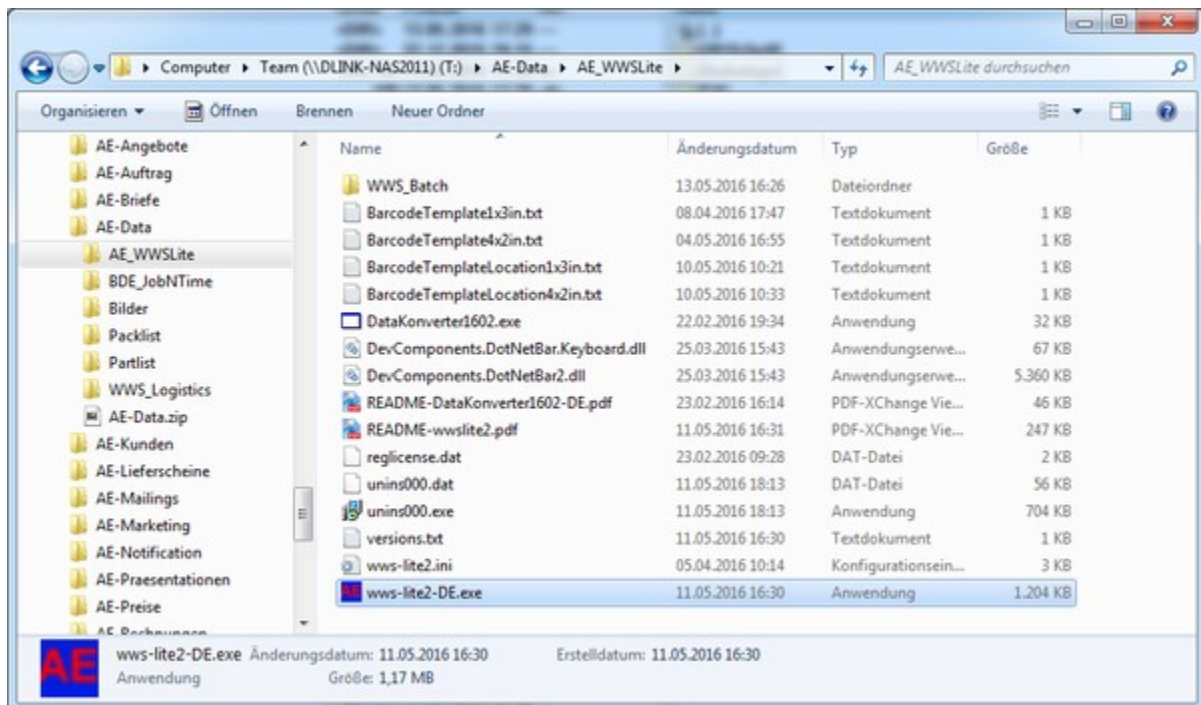 Computer Team (\\DLINK-NAS2011) (T:) AE-Data AE_WWSLite AE_WWSLite durchsuchen
Organisieren Öffnen Brennen Neuer Ordner
AE-Angebote
AE-Auftrag
AE-Briefe
AE-Data
AE_WWSLite
BDE_JobNTime
Bilder
Packlist
Partlist
WWS_Logistics
AE-Data.zip
AE-Kunden
AE-Lieferscheine
AE-Mailings
AE-Marketing
AE-Notification
AE-Praesentationen
AE-Preise
AE-Rechnungen
Name Änderungsdatum Typ Größe
WWS_Batch 13.05.2016 16:26 Dateiordner
BarcodeTemplate1x3in.txt 08.04.2016 17:47 Textdokument 1 KB
BarcodeTemplate4x2in.txt 04.05.2016 16:55 Textdokument 1 KB
BarcodeTemplateLocation1x3in.txt 10.05.2016 10:21 Textdokument 1 KB
BarcodeTemplateLocation4x2in.txt 10.05.2016 10:33 Textdokument 1 KB
DataKonverter1602.exe 22.02.2016 19:34 Anwendung 32 KB
DevComponents.DotNetBar.Keyboard.dll 25.03.2016 15:43 Anwendungserwe... 67 KB
DevComponents.DotNetBar2.dll 25.03.2016 15:43 Anwendungserwe... 5.360 KB
README-DataKonverter1602-DE.pdf 23.02.2016 16:14 PDF-XChange Vie... 46 KB
README-wwslite2.pdf 11.05.2016 16:31 PDF-XChange Vie... 247 KB
reglicense.dat 23.02.2016 09:28 DAT-Datei 2 KB
unins000.dat 11.05.2016 18:13 DAT-Datei 56 KB
unins000.exe 11.05.2016 18:13 Anwendung 704 KB
versions.txt 11.05.2016 16:30 Textdokument 1 KB
wws-lite2.ini 05.04.2016 10:14 Konfigurationsein... 3 KB
AE wws-lite2-DE.exe 11.05.2016 16:30 Anwendung 1.204 KB
AE
wws-lite2-DE.exe Änderungsdatum: 11.05.2016 16:30 Erstelldatum: 11.05.2016 16:30
Anwendung Größe: 1,17 MB